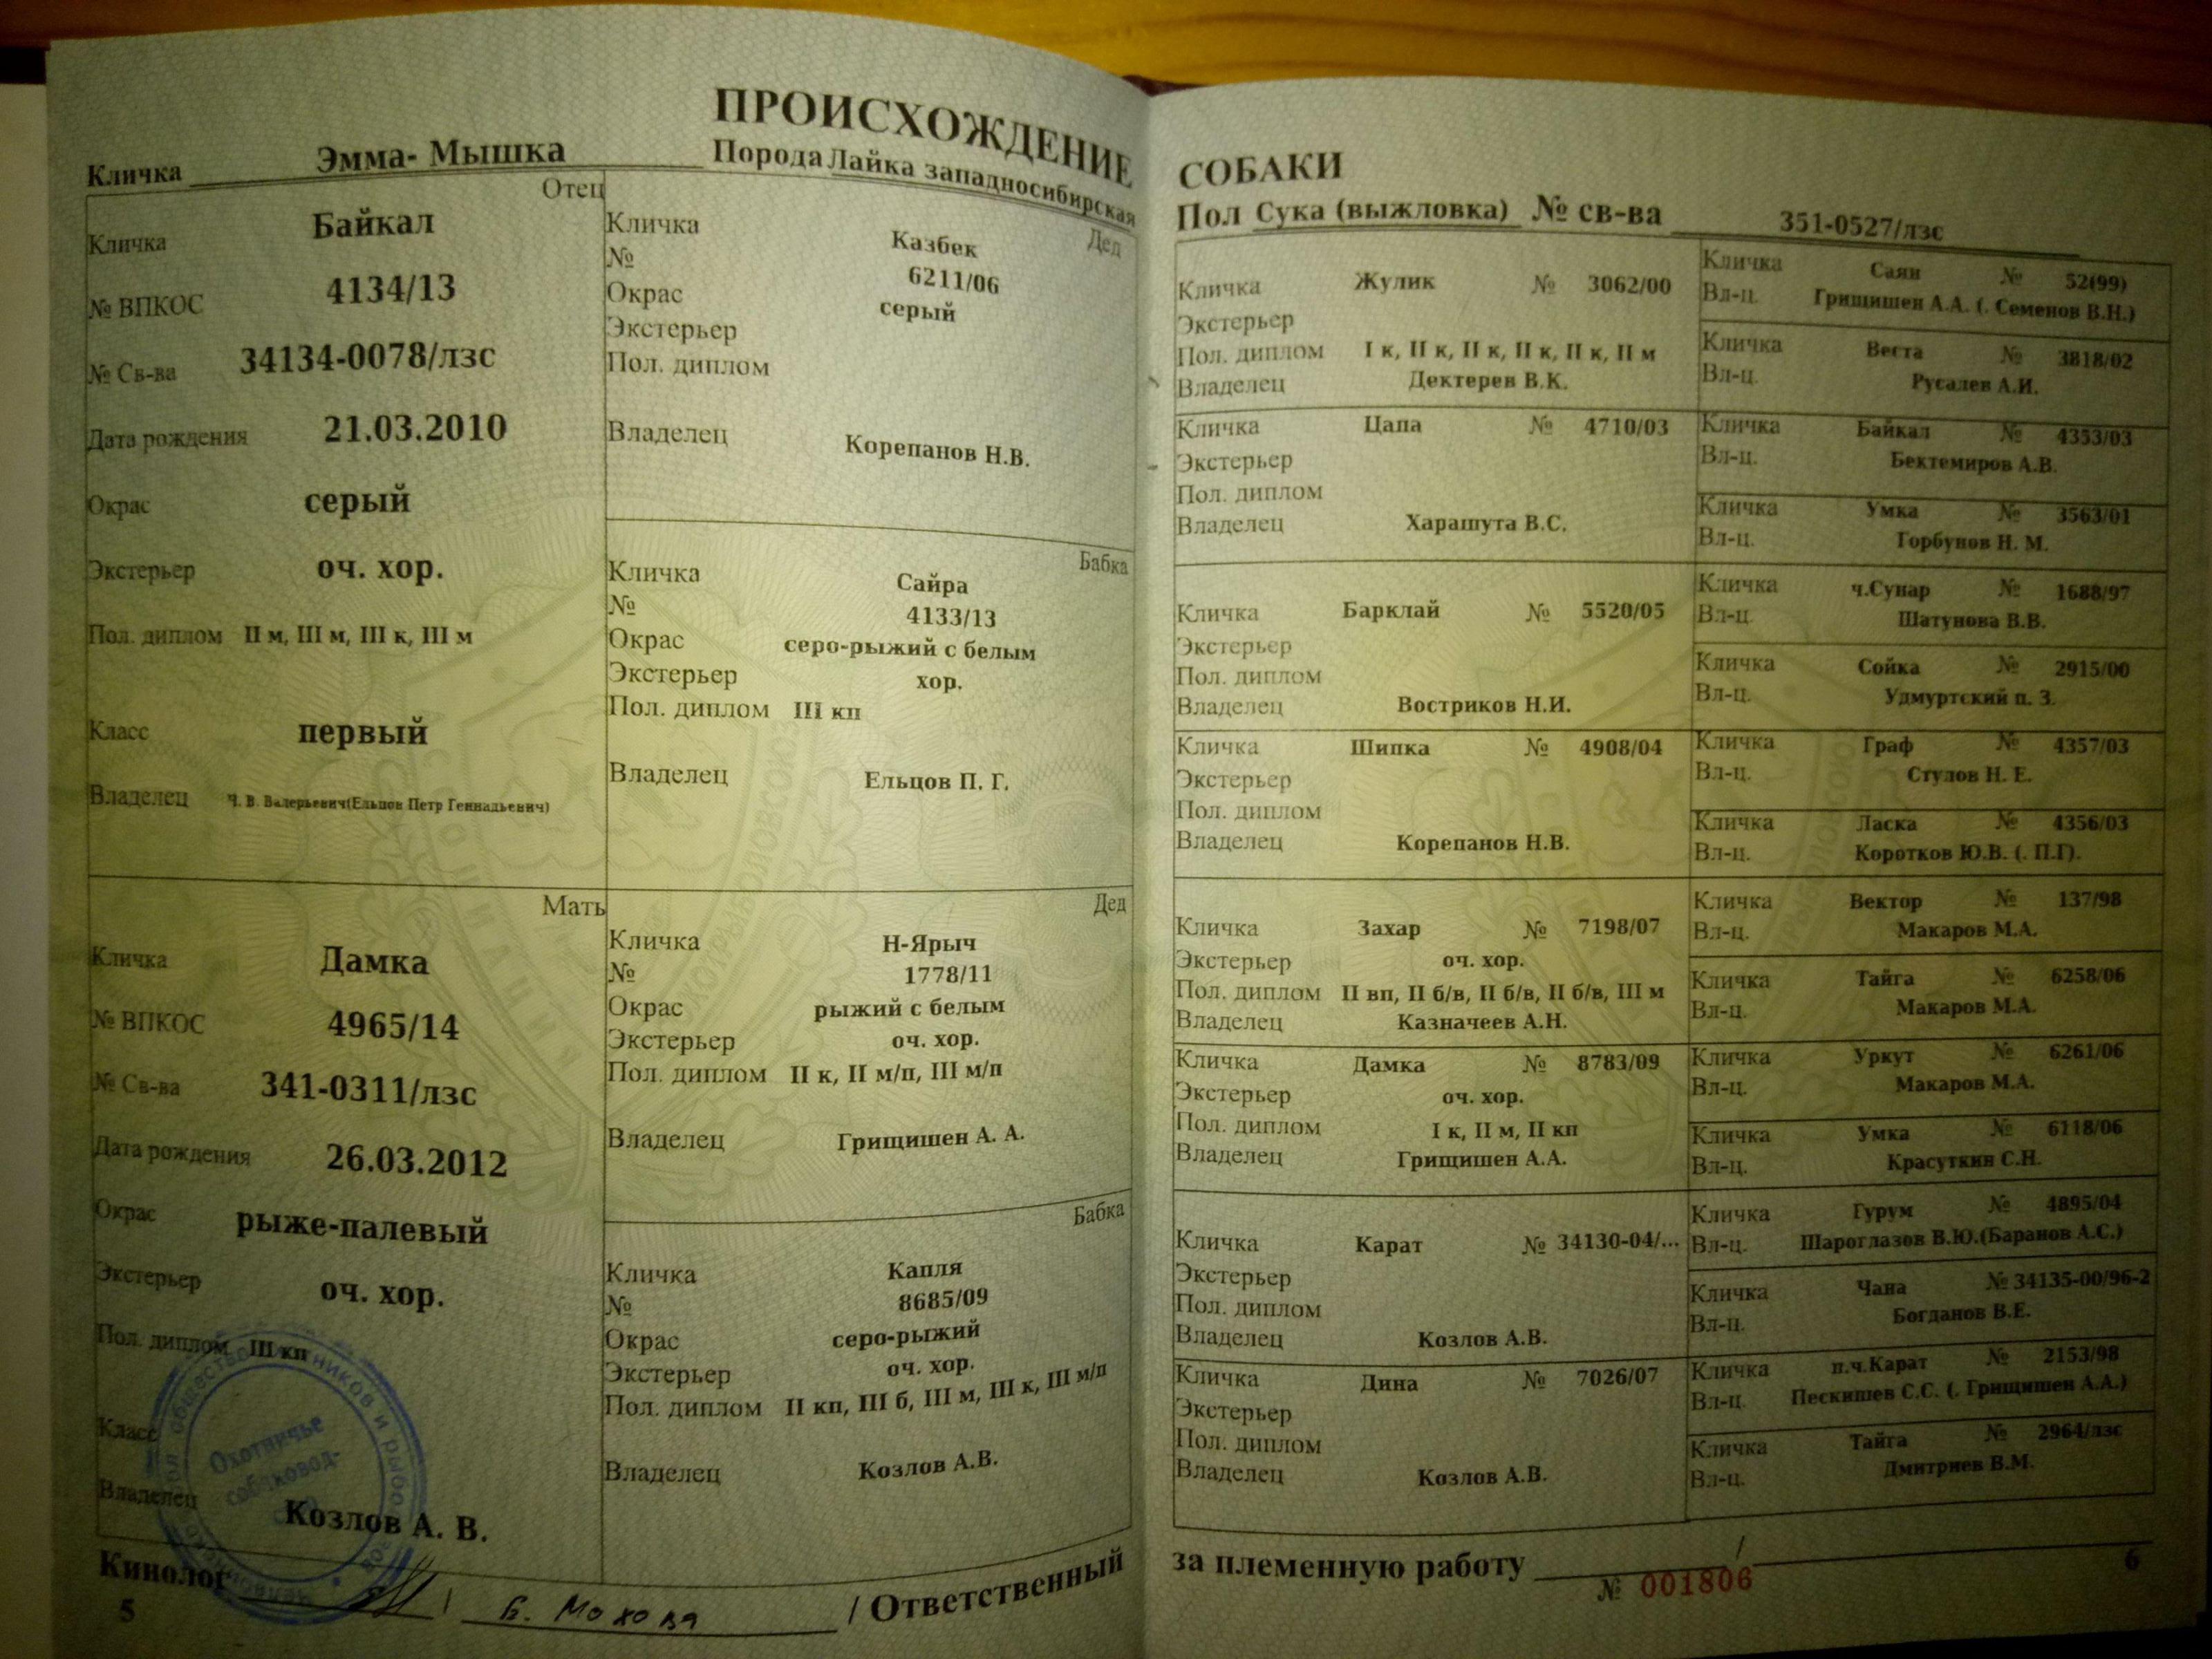 ПРОИСХОЖДЕНИЕ
Кличка Эмма- Мышка Порода Лайка западносибирская
Отец
Кличка Байкал
№ ВПКОС 4134/13
№ Св-ва 34134-0078/лзс
Дата рождения 21.03.2010
Окрас серый
Экстерьер оч. хор.
Пол. диплом II м, III м, III к, III м
Класс первый
Владелец Ч. В. Валерьевич(Ельцов Петр Геннадьевич)
Мать
Кличка Дамка
№ ВПКОС 4965/14
№ Св-ва 341-0311/лзс
Дата рождения 26.03.2012
Окрас рыже-палевый
Экстерьер оч. хор.
Пол. диплом III кп
Класс
Владелец Козлов А. В.
Охотничье
собаковод-
Дед
Кличка Казбек
№ 6211/06
Окрас серый
Экстерьер
Пол. диплом
Владелец Корепанов Н.В.
Бабка
Кличка Сайра
№ 4133/13
Окрас серо-рыжий с белым
Экстерьер хор.
Пол. диплом III кп
Владелец Ельцов П. Г.
Дед
Кличка Н-Ярыч
№ 1778/11
Окрас рыжий с белым
Экстерьер оч. хор.
Пол. диплом II к, II м/п, III м/п
Владелец Грищишен А. А.
Бабка
Кличка Капля
№ 8685/09
Окрас серо-рыжий
Экстерьер оч. хор.
Пол. диплом II кп, III б, III м, III к, III м/п
Владелец Козлов А.В.
Кинолог / Б. Мохова / Ответственный
5
СОБАКИ
Пол Сука (выжловка) № св-ва 351-0527/лзс
Кличка Жулик № 3062/00
Экстерьер
Пол. диплом I к, II к, II к, II к, II к, II м
Владелец Дектерев В.К.
Кличка Цапа № 4710/03
Экстерьер
Пол. диплом
Владелец Харашута В.С.
Кличка Барклай № 5520/05
Экстерьер
Пол. диплом
Владелец Востриков Н.И.
Кличка Шипка № 4908/04
Экстерьер
Пол. диплом
Владелец Корепанов Н.В.
Кличка Захар № 7198/07
Экстерьер оч. хор.
Пол. диплом II вп, II б/в, II б/в, II б/в, III м
Владелец Казначеев А.Н.
Кличка Дамка № 8783/09
Экстерьер оч. хор.
Пол. диплом I к, II м, II кп
Владелец Грищишен А.А.
Кличка Карат № 34130-04/...
Экстерьер
Пол. диплом
Владелец Козлов А.В.
Кличка Дина № 7026/07
Экстерьер
Пол. диплом
Владелец Козлов А.В.
Кличка Саян № 52(99)
Вл-ц. Грищишен А.А. (. Семенов В.Н.)
Кличка Веста № 3818/02
Вл-ц. Русалев А.И.
Кличка Байкал № 4353/03
Вл-ц. Бектемиров А.В.
Кличка Умка № 3563/01
Вл-ц. Горбунов Н. М.
Кличка ч.Сунар № 1688/97
Вл-ц. Шатунова В.В.
Кличка Сойка № 2915/00
Вл-ц. Удмуртский п. З.
Кличка Граф № 4357/03
Вл-ц. Стулов Н. Е.
Кличка Ласка № 4356/03
Вл-ц. Коротков Ю.В. (. П.Г).
Кличка Вектор № 137/98
Вл-ц. Макаров М.А.
Кличка Тайга № 6258/06
Вл-ц. Макаров М.А.
Кличка Уркут № 6261/06
Вл-ц. Макаров М.А.
Кличка Умка № 6118/06
Вл-ц. Красуткин С.Н.
Кличка Гурум № 4895/04
Вл-ц. Шароглазов В.Ю.(Баранов А.С.)
Кличка Чана № 34135-00/96-2
Вл-ц. Богданов В.Е.
Кличка п.ч.Карат № 2153/98
Вл-ц. Пескишев С.С. (. Грищишен А.А.)
Кличка Тайга № 2964/лзс
Вл-ц. Дмитриев В.М.
за племенную работу /
№ 001806
6